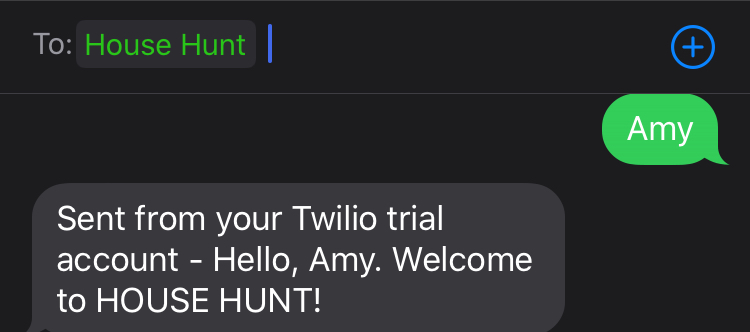 To: House Hunt
Amy
Sent from your Twilio trial
account - Hello, Amy. Welcome
to HOUSE HUNT!